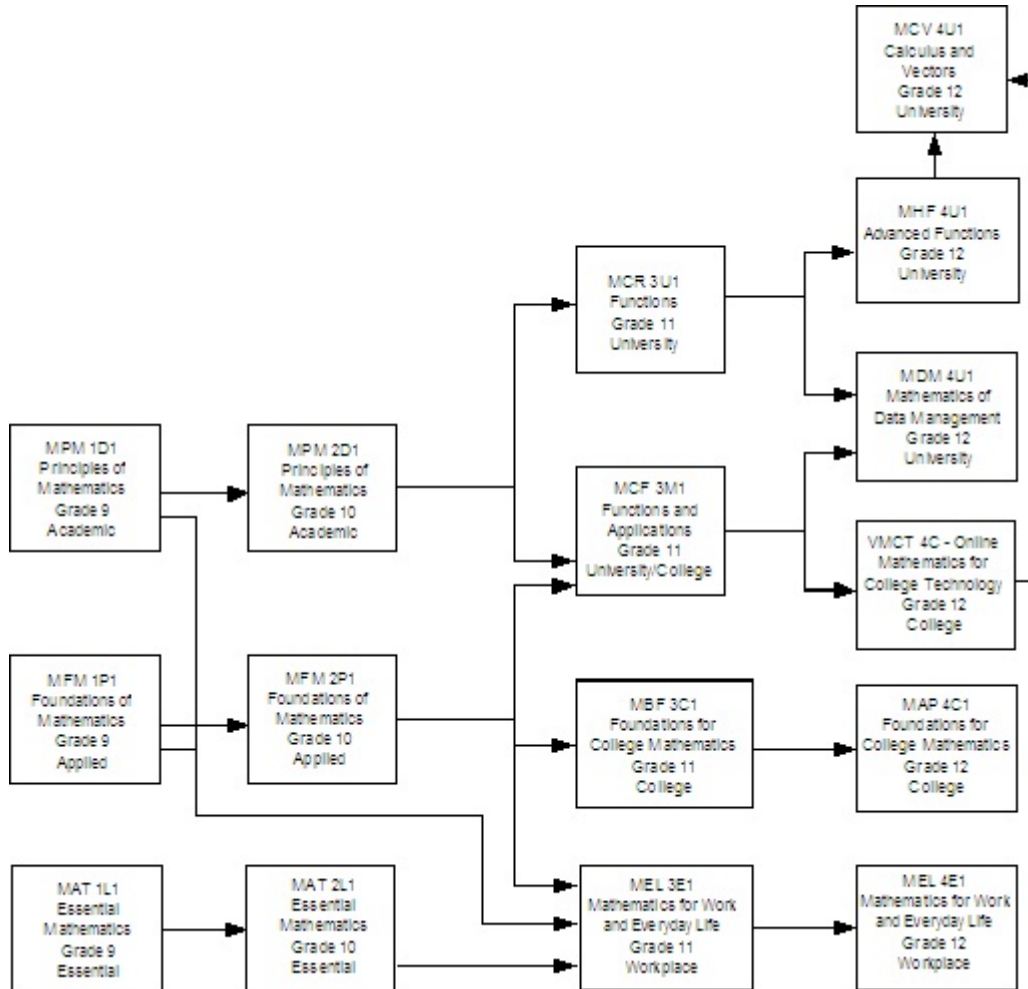 MCV 4U1
Calculus and
Vectors
Grade 12
University
MHF 4U1
Advanced Functions
Grade 12
University
MCR 3U1
Functions
Grade 11
University
MDM 4U1
Mathematics of
Data Management
Grade 12
University
MPM 1D1
Principles of
Mathematics
Grade 9
Academic
MPM 2D1
Principles of
Mathematics
Grade 10
Academic
MCF 3M1
Functions and
Applications
Grade 11
University/College
VMCT 4C - Online
Mathematics for
College Technology
Grade 12
College
MFM 1P1
Foundations of
Mathematics
Grade 9
Applied
MFM 2P1
Foundations of
Mathematics
Grade 10
Applied
MBF 3C1
Foundations for
College Mathematics
Grade 11
College
MAP 4C1
Foundations for
College Mathematics
Grade 12
College
MAT 1L1
Essential
Mathematics
Grade 9
Essential
MAT 2L1
Essential
Mathematics
Grade 10
Essential
MEL 3E1
Mathematics for Work
and Everyday Life
Grade 11
Workplace
MEL 4E1
Mathematics for Work
and Everyday Life
Grade 12
Workplace